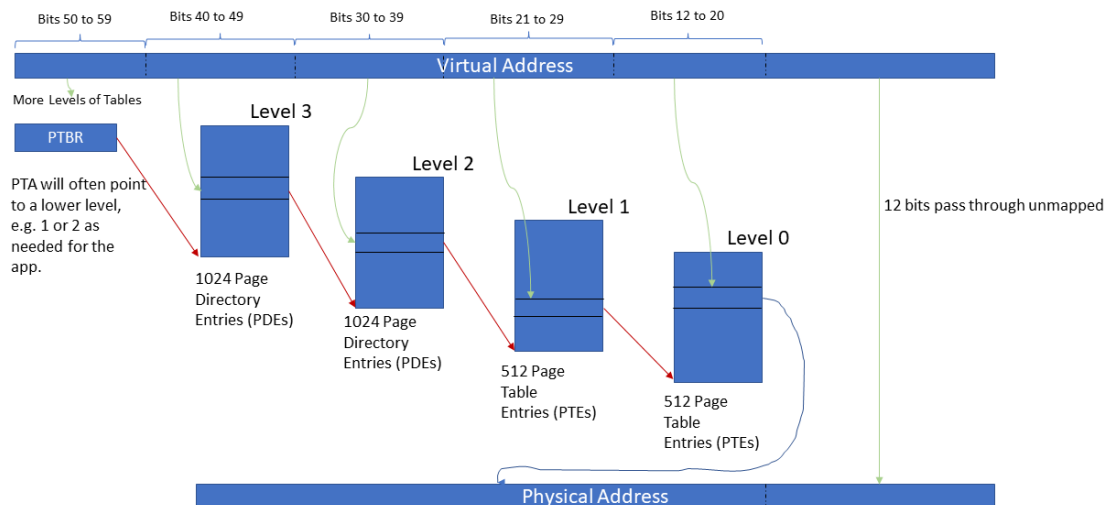 Bits 50 to 59
Bits 40 to 49
Bits 30 to 39
Bits 21 to 29
Bits 12 to 20
Virtual Address
More Levels of Tables
PTBR
PTA will often point
to a lower level,
e.g. 1 or 2 as
needed for the
app.
Level 3
1024 Page
Directory
Entries (PDEs)
Level 2
1024 Page
Directory
Entries (PDEs)
Level 1
512 Page
Table
Entries (PTEs)
Level 0
512 Page
Table
Entries (PTEs)
12 bits pass through unmapped
Physical Address